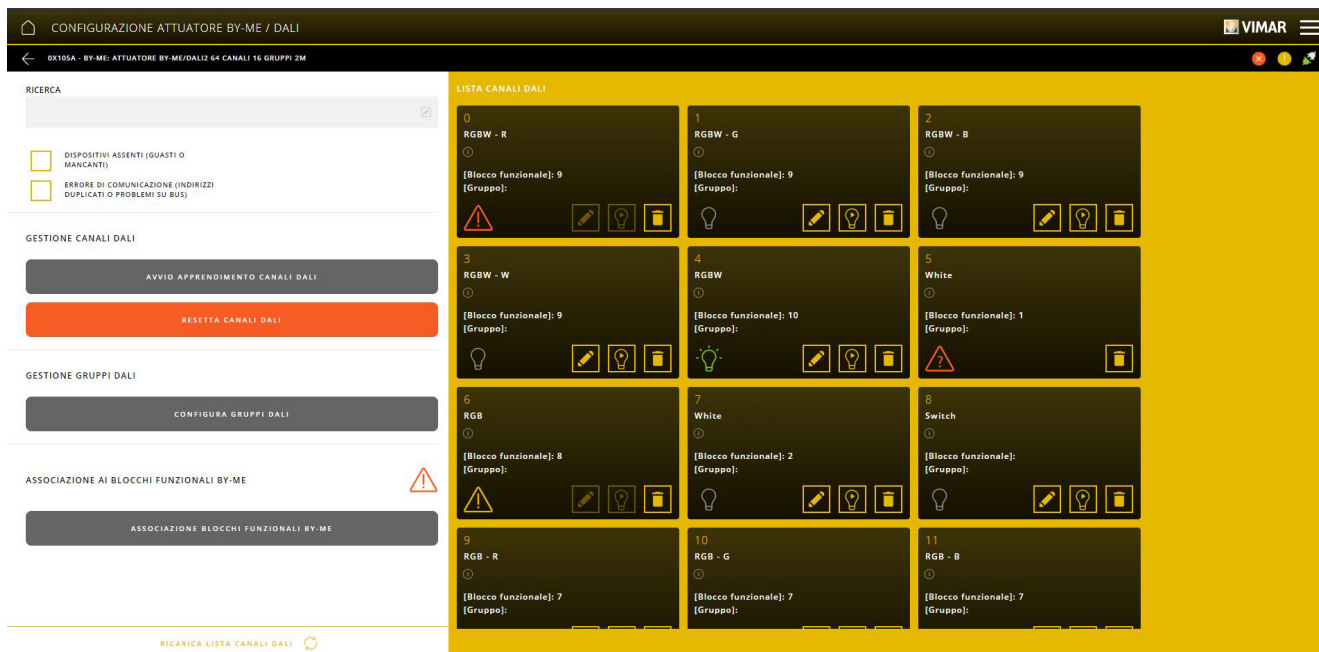 CONFIGURAZIONE ATTUATORE BY-ME / DALI
VIMAR
0X105A - BY-ME: ATTUATORE BY-ME/DALI2 64 CANALI 16 GRUPPI 2M
RICERCA
DISPOSITIVI ASSENTI (GUASTI O
MANCANTI)
ERRORE DI COMUNICAZIONE (INDIRIZZI
DUPLICATI O PROBLEMI SU BUS)
GESTIONE CANALI DALI
AVVIO APPRENDIMENTO CANALI DALI
RESETTA CANALI DALI
GESTIONE GRUPPI DALI
CONFIGURA GRUPPI DALI
ASSOCIAZIONE AI BLOCCHI FUNZIONALI BY-ME
ASSOCIAZIONE BLOCCHI FUNZIONALI BY-ME
RICARICA LISTA CANALI DALI
LISTA CANALI DALI
0
RGBW - R
[Blocco funzionale]: 9
[Gruppo]:
1
RGBW - G
[Blocco funzionale]: 9
[Gruppo]:
2
RGBW - B
[Blocco funzionale]: 9
[Gruppo]:
3
RGBW - W
[Blocco funzionale]: 9
[Gruppo]:
4
RGBW
[Blocco funzionale]: 10
[Gruppo]:
5
White
[Blocco funzionale]: 1
[Gruppo]:
6
RGB
[Blocco funzionale]: 8
[Gruppo]:
7
White
[Blocco funzionale]: 2
[Gruppo]:
8
Switch
[Blocco funzionale]:
[Gruppo]:
9
RGB - R
[Blocco funzionale]: 7
[Gruppo]:
10
RGB - G
[Blocco funzionale]: 7
[Gruppo]:
11
RGB - B
[Blocco funzionale]: 7
[Gruppo]: